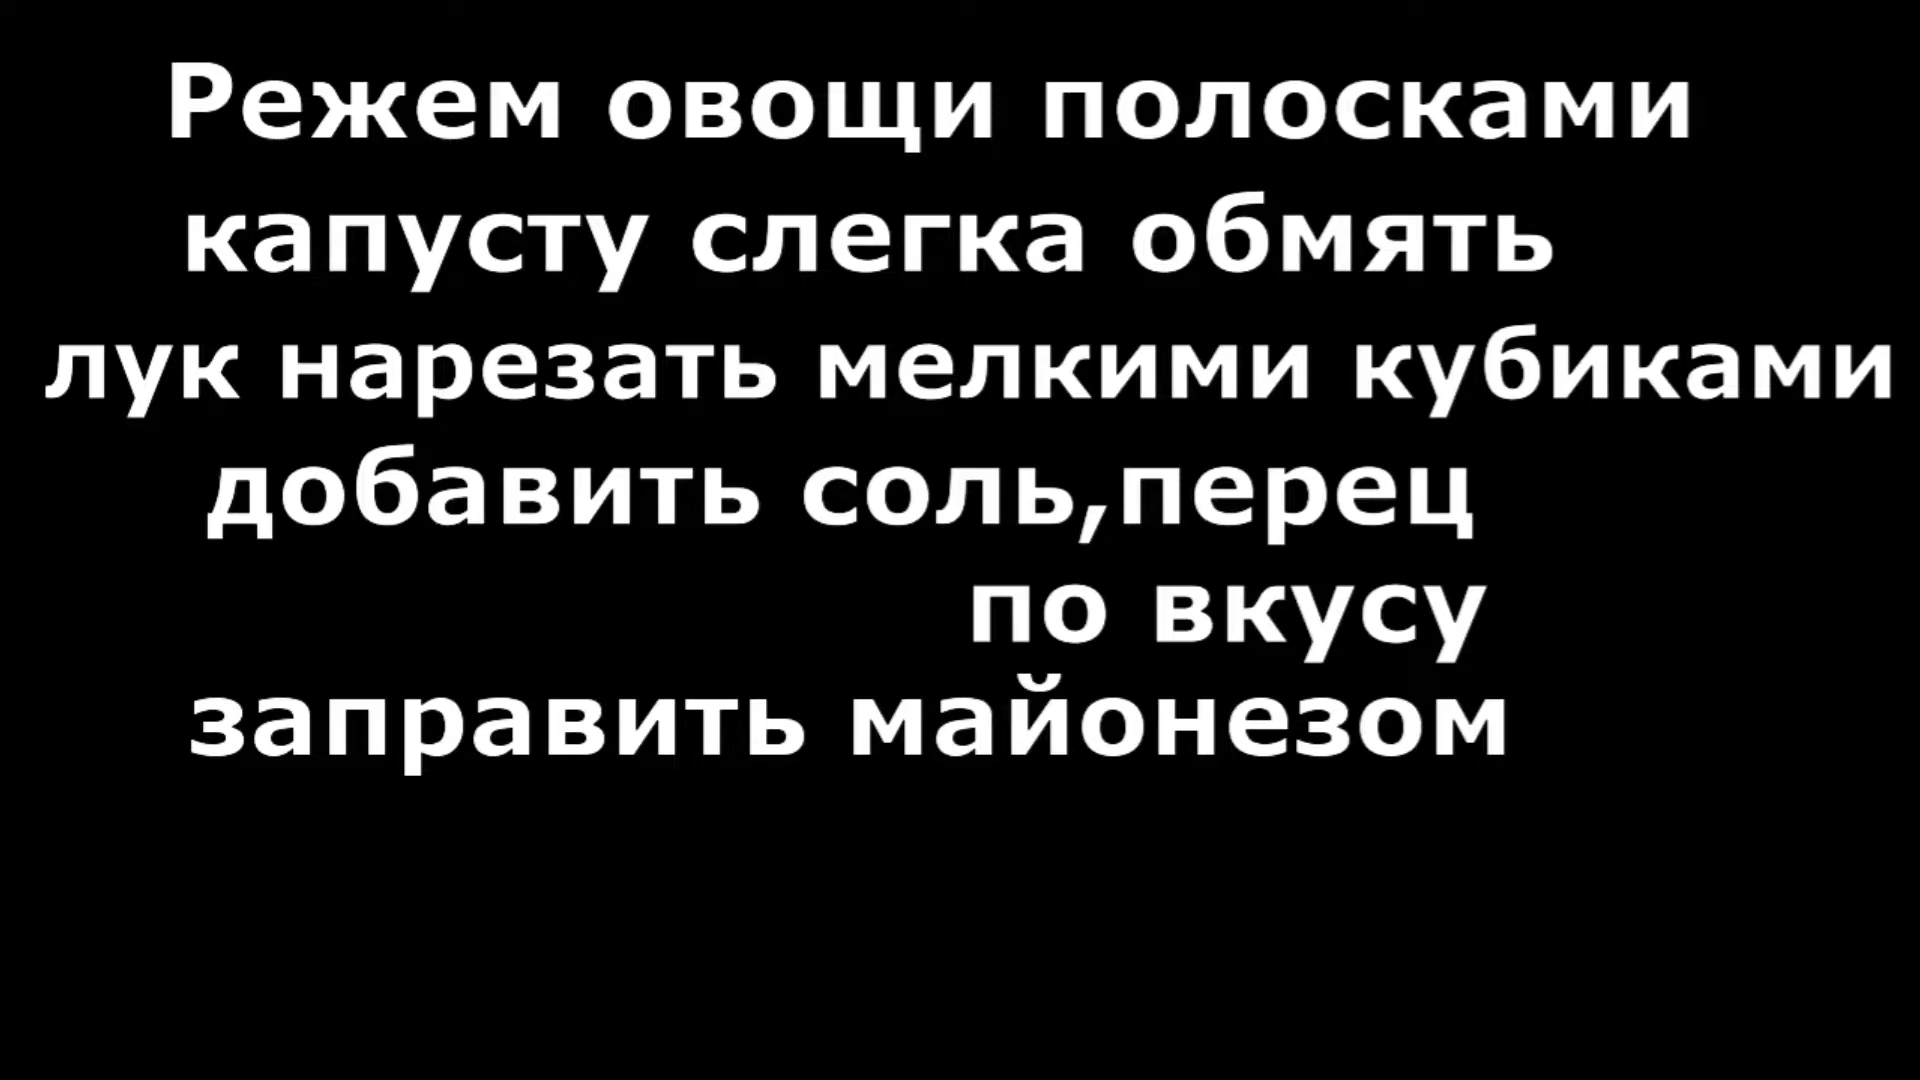 Режем овощи полосками
капусту слегка обмять
лук нарезать мелкими кубиками
добавить соль,перец
по вкусу
заправить майонезом